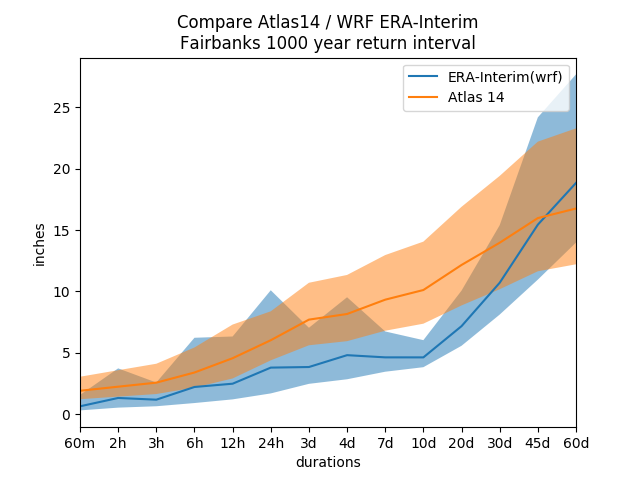 Compare Atlas14 / WRF ERA-Interim
Fairbanks 1000 year return interval
ERA-Interim(wrf)
Atlas 14
25
20
15
10
5
0
inches
60m 2h 3h 6h 12h 24h 3d 4d 7d 10d 20d 30d 45d 60d
durations